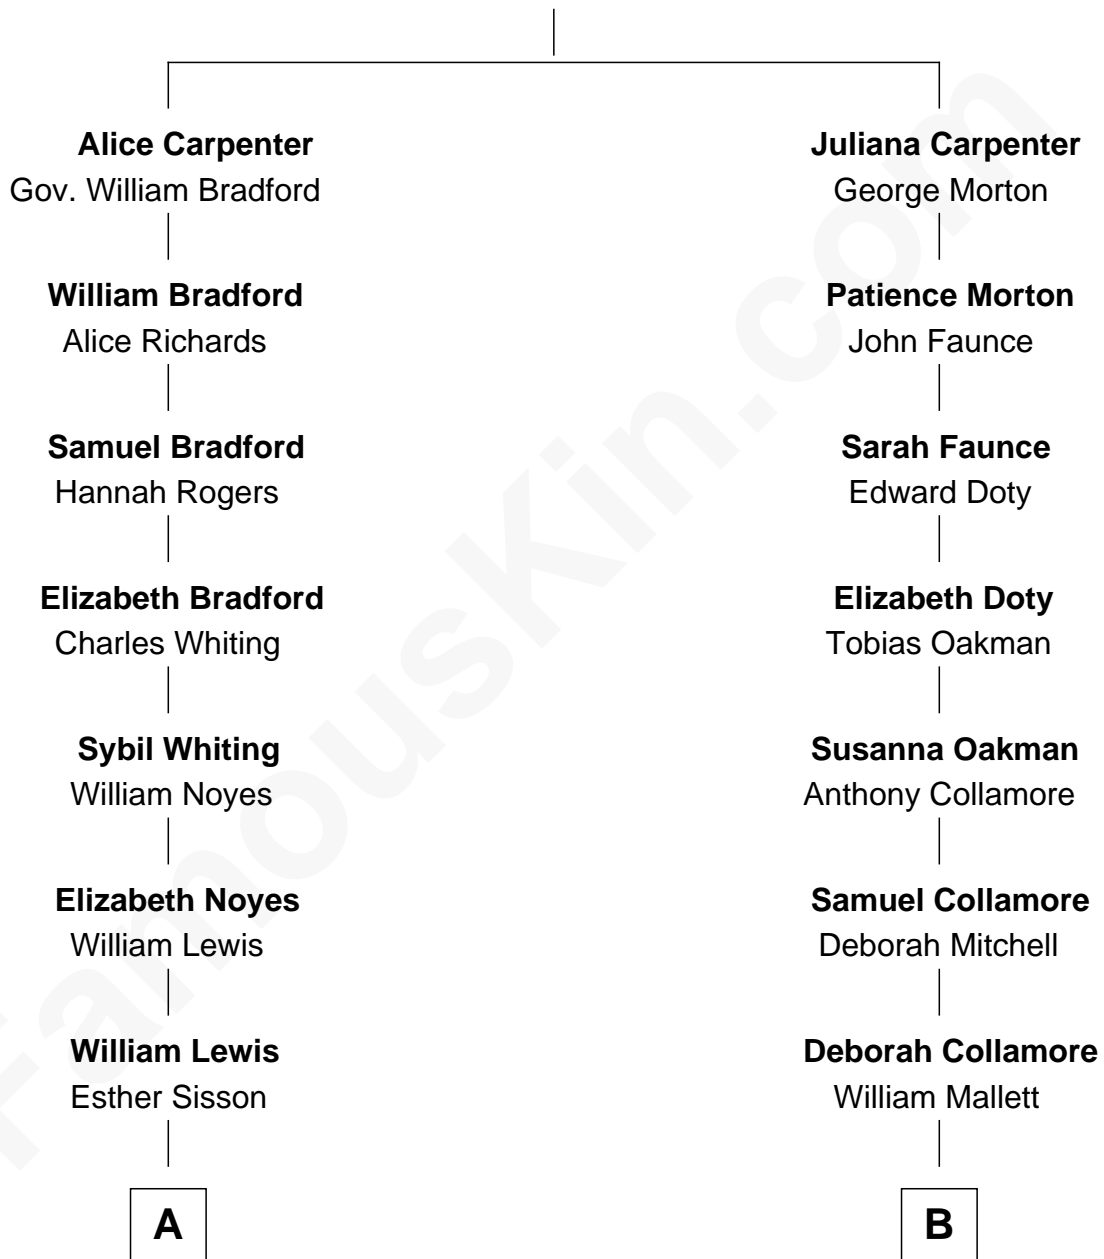 Alice Carpenter
Gov. William Bradford
William Bradford
Alice Richards
Samuel Bradford
Hannah Rogers
Elizabeth Bradford
Charles Whiting
Sybil Whiting
William Noyes
Elizabeth Noyes
William Lewis
William Lewis
Esther Sisson
A
Juliana Carpenter
George Morton
Patience Morton
John Faunce
Sarah Faunce
Edward Doty
Elizabeth Doty
Tobias Oakman
Susanna Oakman
Anthony Collamore
Samuel Collamore
Deborah Mitchell
Deborah Collamore
William Mallett
B
FamousKin.com